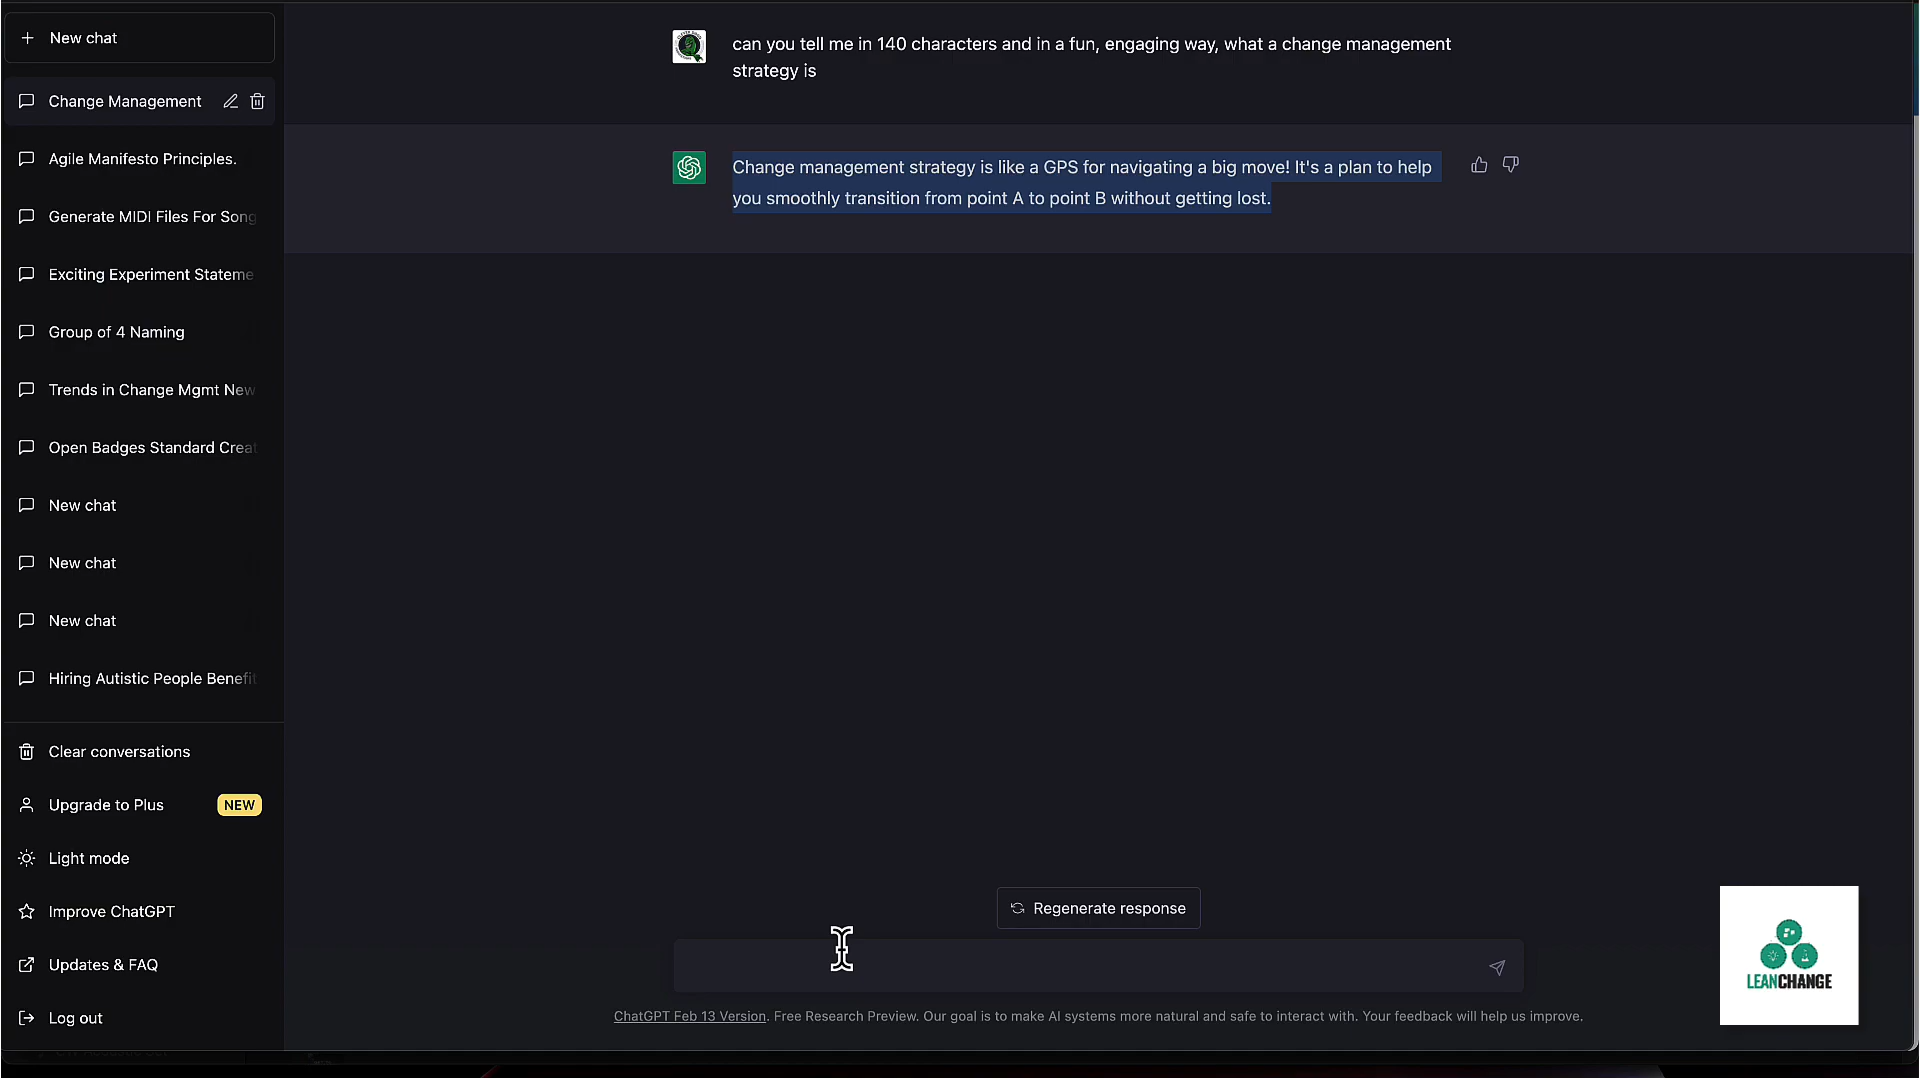 New chat
Change Management
Agile Manifesto Principles.
Generate MIDI Files For Song
Exciting Experiment Stateme
Group of 4 Naming
Trends in Change Mgmt New
Open Badges Standard Creat
New chat
New chat
New chat
Hiring Autistic People Benefit
Clear conversations
Upgrade to Plus NEW
Light mode
Improve ChatGPT
Updates & FAQ
Log out
can you tell me in 140 characters and in a fun, engaging way, what a change management
strategy is
Change management strategy is like a GPS for navigating a big move! It's a plan to help
you smoothly transition from point A to point B without getting lost.
Regenerate response
ChatGPT Feb 13 Version. Free Research Preview. Our goal is to make AI systems more natural and safe to interact with. Your feedback will help us improve.
LEANCHANGE